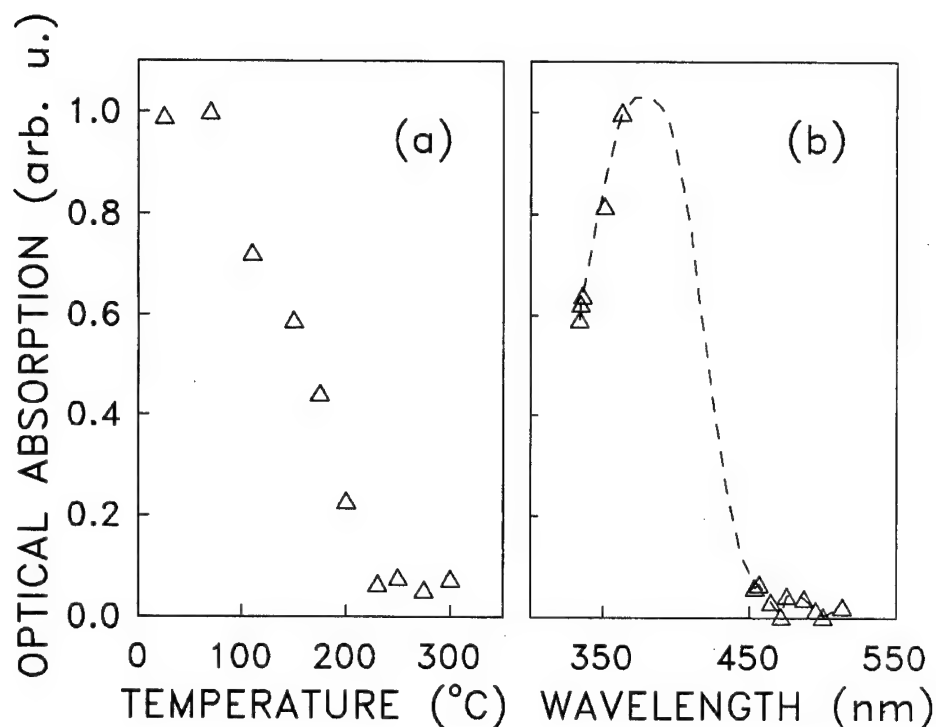 OPTICAL ABSORPTION (arb. u.)
1.0
0.8
0.6
0.4
0.2
0.0
(a)
0 100 200 300
TEMPERATURE (°C)
(b)
350 450 550
WAVELENGTH (nm)